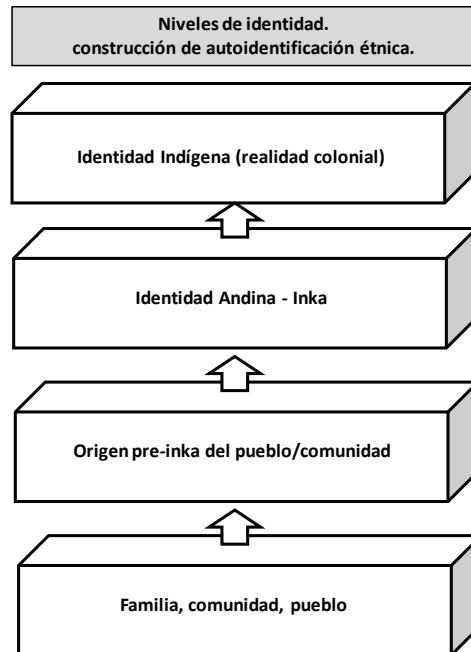 Niveles de identidad.
construcción de autoidentificación étnica.
Identidad Indígena (realidad colonial)
Identidad Andina - Inka
Origen pre-inka del pueblo/comunidad
Familia, comunidad, pueblo